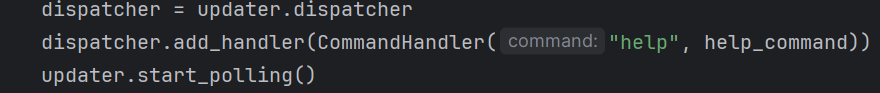 dispatcher = updater.dispatcher
dispatcher.add_handler(CommandHandler( command: "help", help_command))
updater.start_polling()